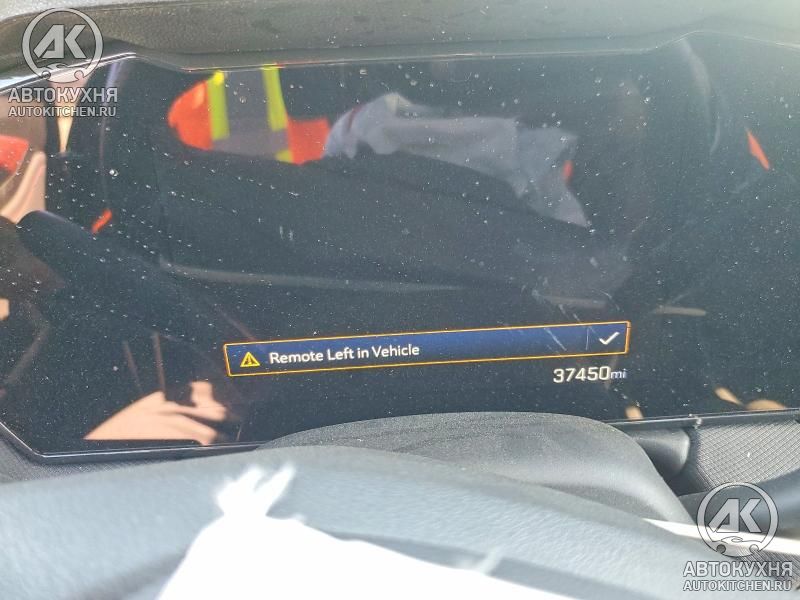 АК
АВТОКУХНЯ
AUTOKITCHEN.RU
Remote Left in Vehicle
37450mi
АК
АВТОКУХНЯ
AUTOKITCHEN.RU